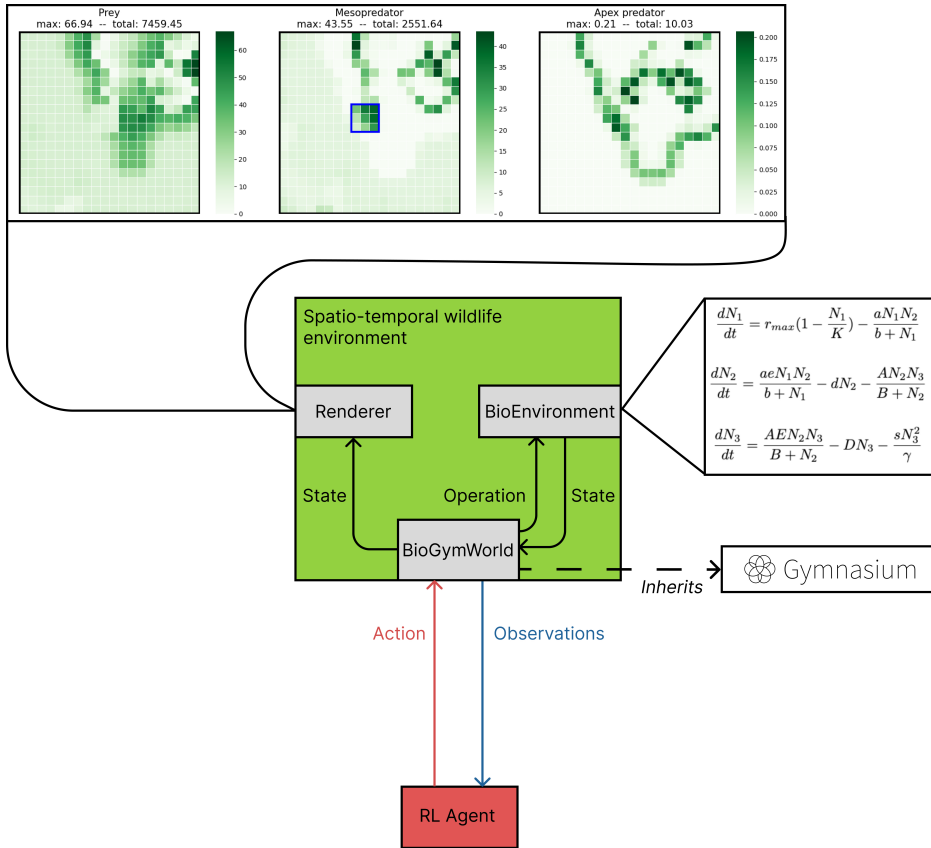 Prey
max: 66.94 -- total: 7459.45
60
50
40
30
20
10
0
Mesopredator
max: 43.55 -- total: 2551.64
40
35
30
25
20
15
10
5
0
Apex predator
max: 0.21 -- total: 10.03
0.200
0.175
0.150
0.125
0.100
0.075
0.050
0.025
0.000
Spatio-temporal wildlife
environment
Renderer
BioEnvironment
State
Operation
State
BioGymWorld
dN₁/dt = r_max(1 − N₁/K) − aN₁N₂/(b + N₁)
dN₂/dt = aeN₁N₂/(b + N₁) − dN₂ − AN₂N₃/(B + N₂)
dN₃/dt = AEN₂N₃/(B + N₂) − DN₃ − sN₃²/γ
Inherits
Gymnasium
Action
Observations
RL Agent